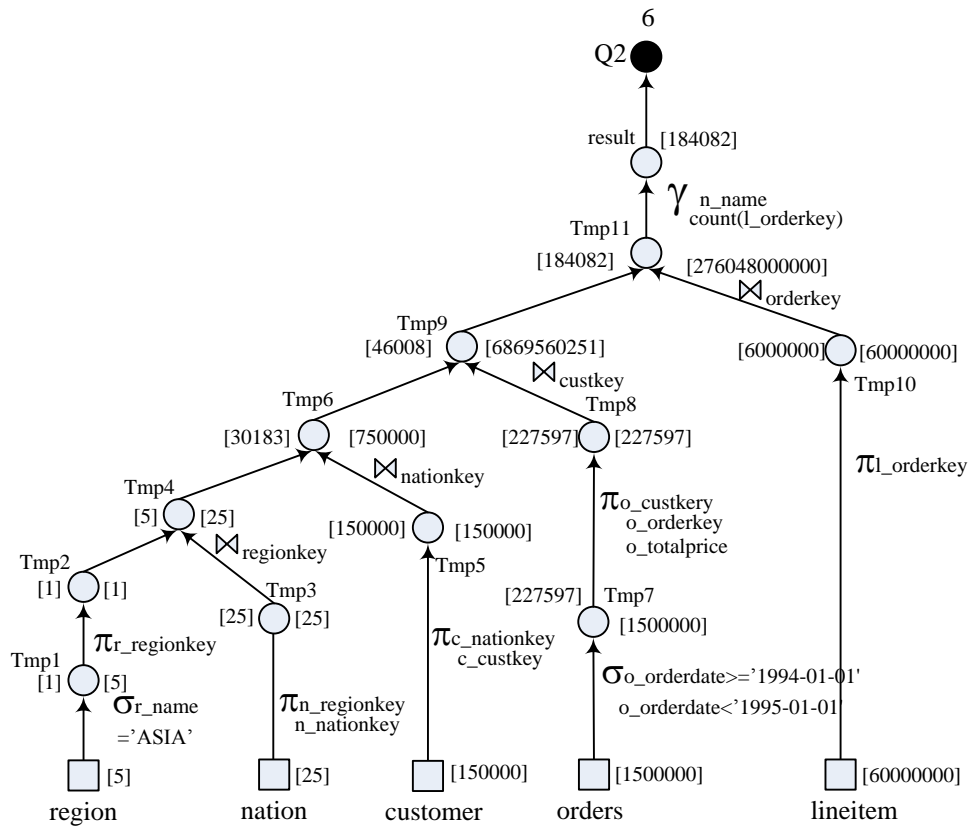 6
Q2
result [184082]
γ n_name
count(l_orderkey)
Tmp11
[184082] [276048000000]
⋈ orderkey
Tmp9
[46008] [6869560251]
[6000000] [60000000]
⋈ custkey
Tmp10
Tmp6 Tmp8
[30183] [750000] [227597] [227597]
⋈ nationkey
πl_orderkey
Tmp4
[5] [25]
πo_custkery
o_orderkey
o_totalprice
[150000] [150000]
⋈ regionkey
Tmp2 Tmp5
[1] [1]
Tmp3
[227597] Tmp7
[25] [25] [1500000]
πr_regionkey
πc_nationkey
c_custkey
Tmp1
[1] [5]
σo_orderdate>='1994-01-01'
o_orderdate<'1995-01-01'
σr_name
='ASIA'
πn_regionkey
n_nationkey
[5] [25] [150000] [1500000] [60000000]
region nation customer orders lineitem